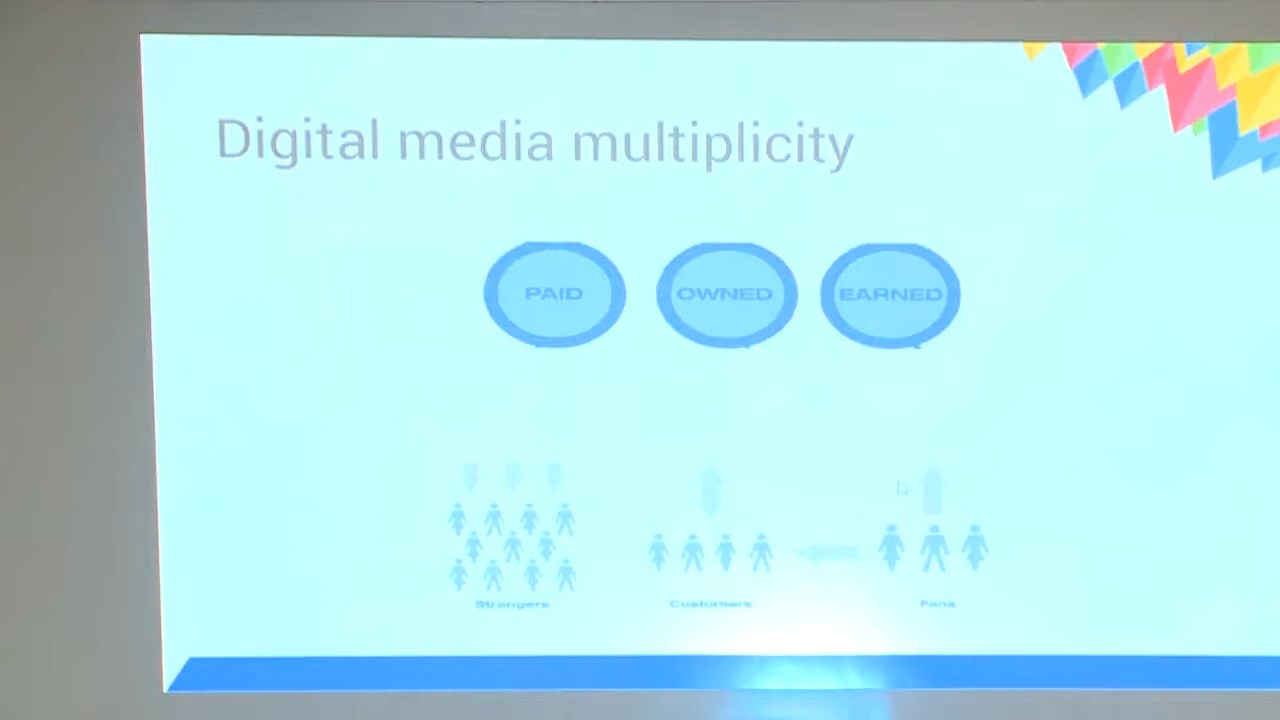 Digital media multiplicity
PAID OWNED EARNED
Strangers Customers Fans